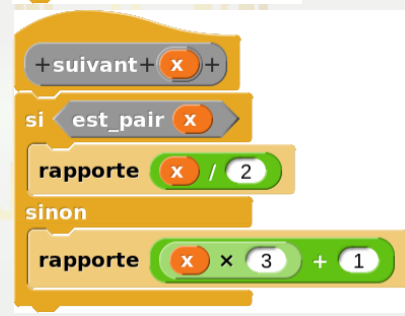 +suivant+ x +
si est_pair x
rapporte x / 2
sinon
rapporte x × 3 + 1